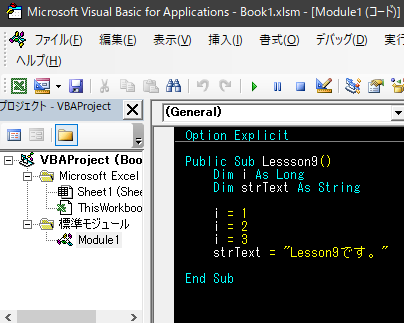 Microsoft Visual Basic for Applications - Book1.xlsm - [Module1 (コード)]
ファイル(F) 編集(E) 表示(V) 挿入(I) 書式(O) デバッグ(D) 実行
ヘルプ(H)
プロジェクト - VBAProject
(General)
VBAProject (Boo
Microsoft Excel
Sheet1 (Shee
ThisWorkboo
標準モジュール
Module1
Option Explicit
Public Sub Lessson9()
Dim i As Long
Dim strText As String
i = 1
i = 2
i = 3
strText = "Lesson9です。"
End Sub